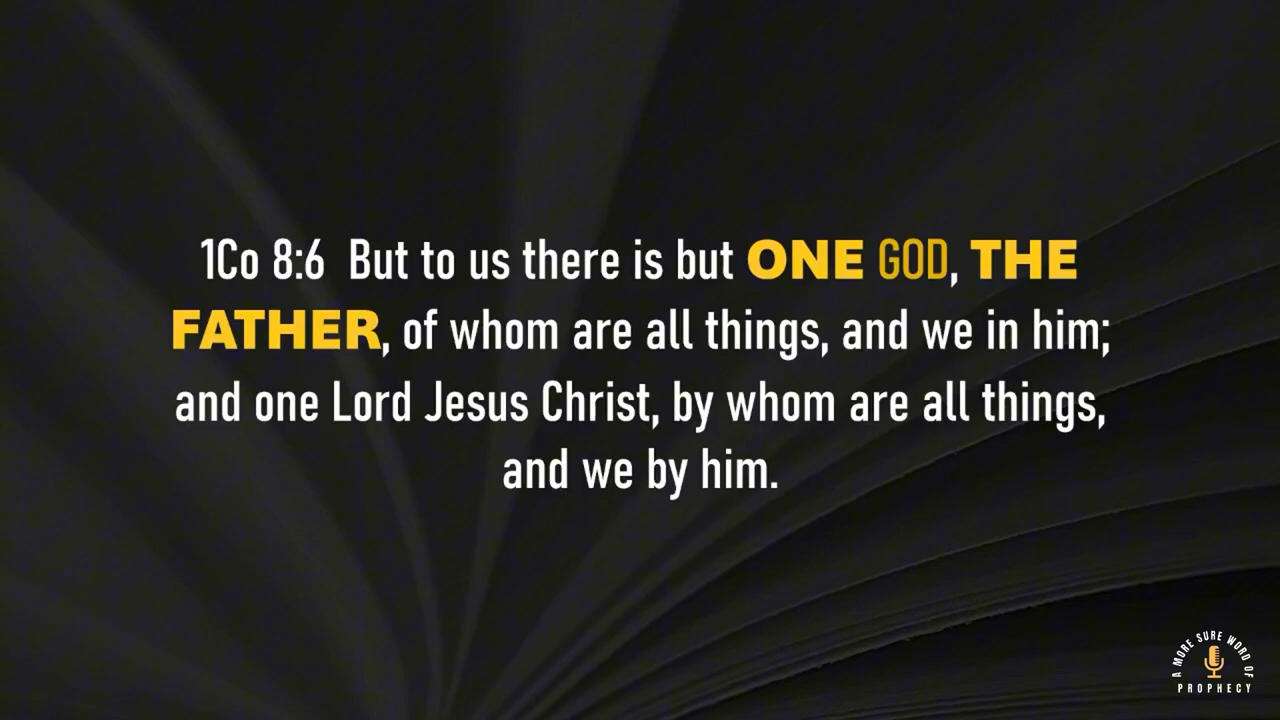 1Co 8:6 But to us there is but ONE GOD, THE
FATHER, of whom are all things, and we in him;
and one Lord Jesus Christ, by whom are all things,
and we by him.
A MORE SURE WORD OF
PROPHECY